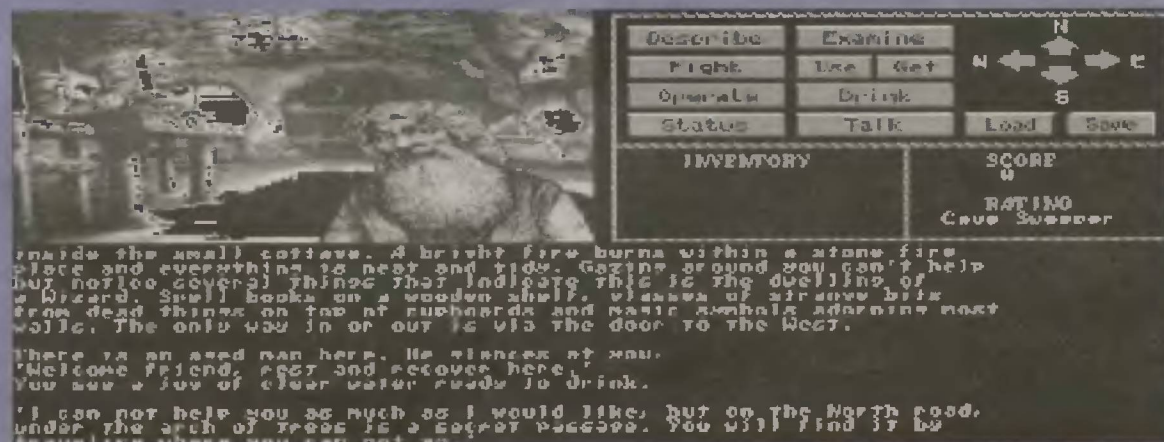 Describe Examine
Fight Use Get
Operate Drink
Status Talk Load Save
N
W E
S
INVENTORY
SCORE
0
RATING
Cave Sweeper
inside the small cottage. A bright fire burns within a stone fire
place and everything is neat and tidy. Gazing around you can't help
but notice several things that indicate this is the dwelling of
a Wizard. Spell books on a wooden shelf, glasses of strange bits
from dead things on top of cupboards and magic symbols adorning most
walls. The only way in or out is via the door to the West.
There is an aged man here. He glances at you.
"Welcome friend, rest and recover here."
You see a jug of clear water ready to drink.
"I can not help you as much as I would like, but on the North road,
under the arch of trees is a secret passage. You will find it by
where you can not go